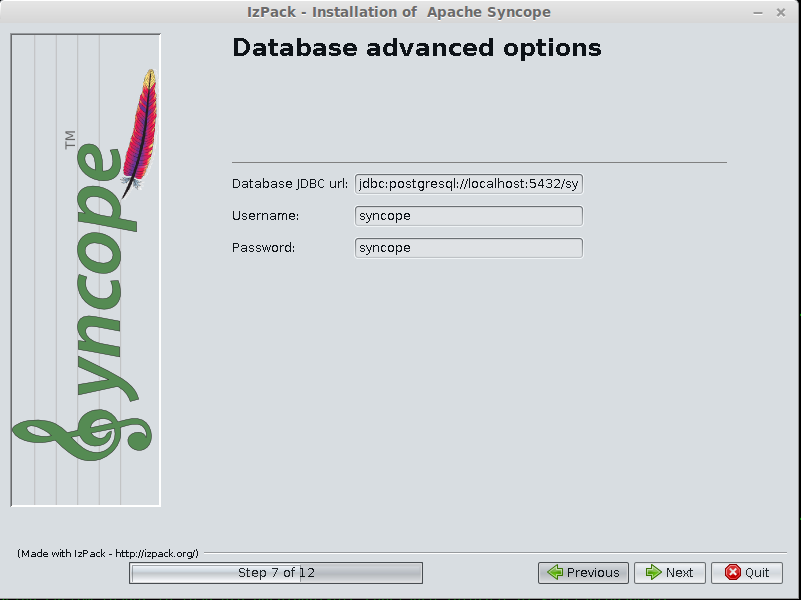 IzPack - Installation of  Apache Syncope
Database advanced options
Syncope™
Database JDBC url: jdbc:postgresql://localhost:5432/sy
Username: syncope
Password: syncope
(Made with IzPack - http://izpack.org/)
Step 7 of 12
Previous Next Quit